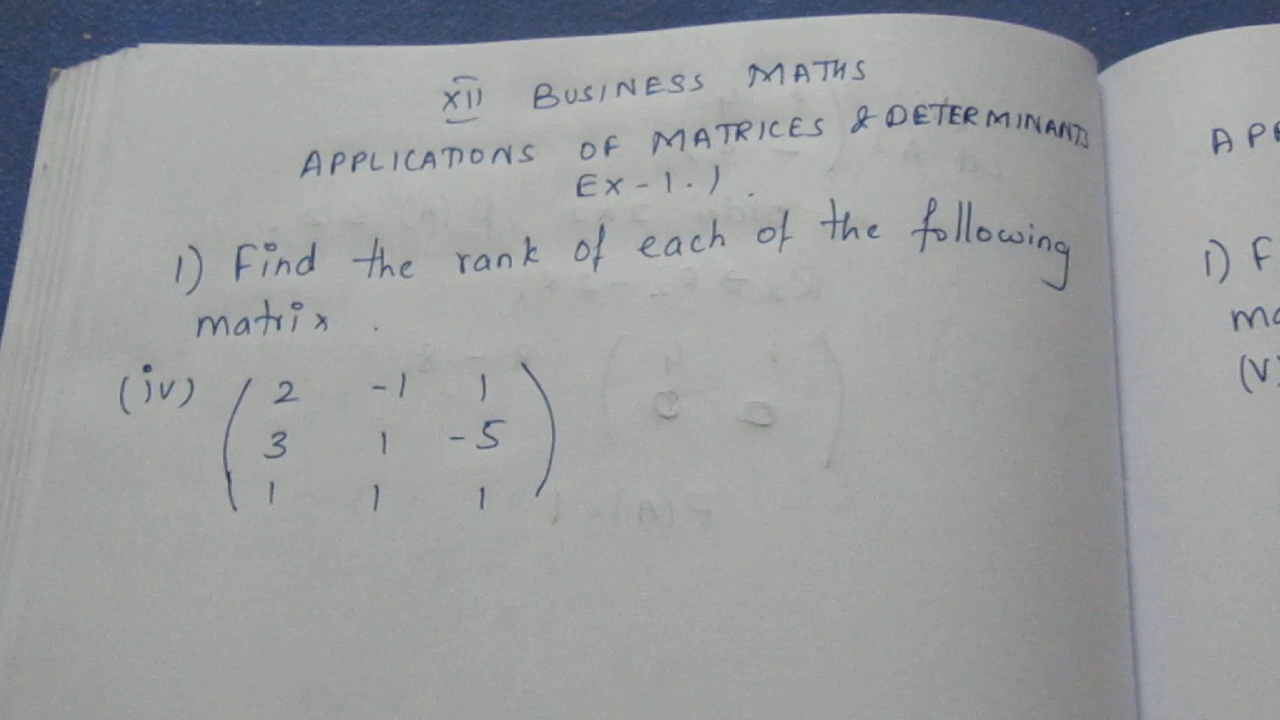 XII BUSINESS MATHS
APPLICATIONS OF MATRICES & DETERMINANTS
EX-1.1.
1) Find the rank of each of the following
matrix.
(iv) ( 2 -1 1 )
3 1 -5
1 1 1
APP
1) F
ma
(V)